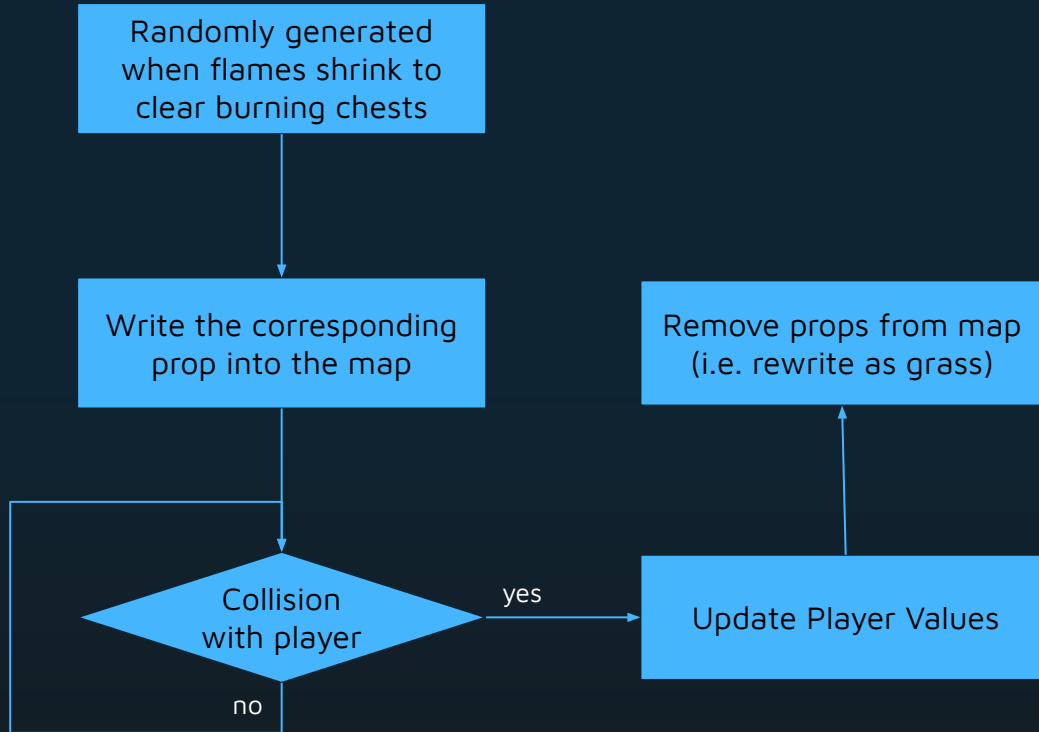 Randomly generated
when flames shrink to
clear burning chests
Write the corresponding
prop into the map
Remove props from map
(i.e. rewrite as grass)
Collision
with player
yes
Update Player Values
no